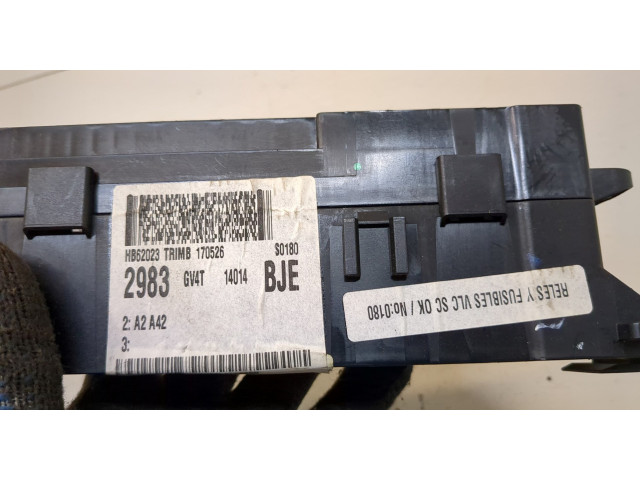 HB62023 TRIMB 170526 S0180
2983 GV4T 14014 BJE
2: A2 A42
3:
RELES Y FUSIBLES VLC SC OK / No:0180